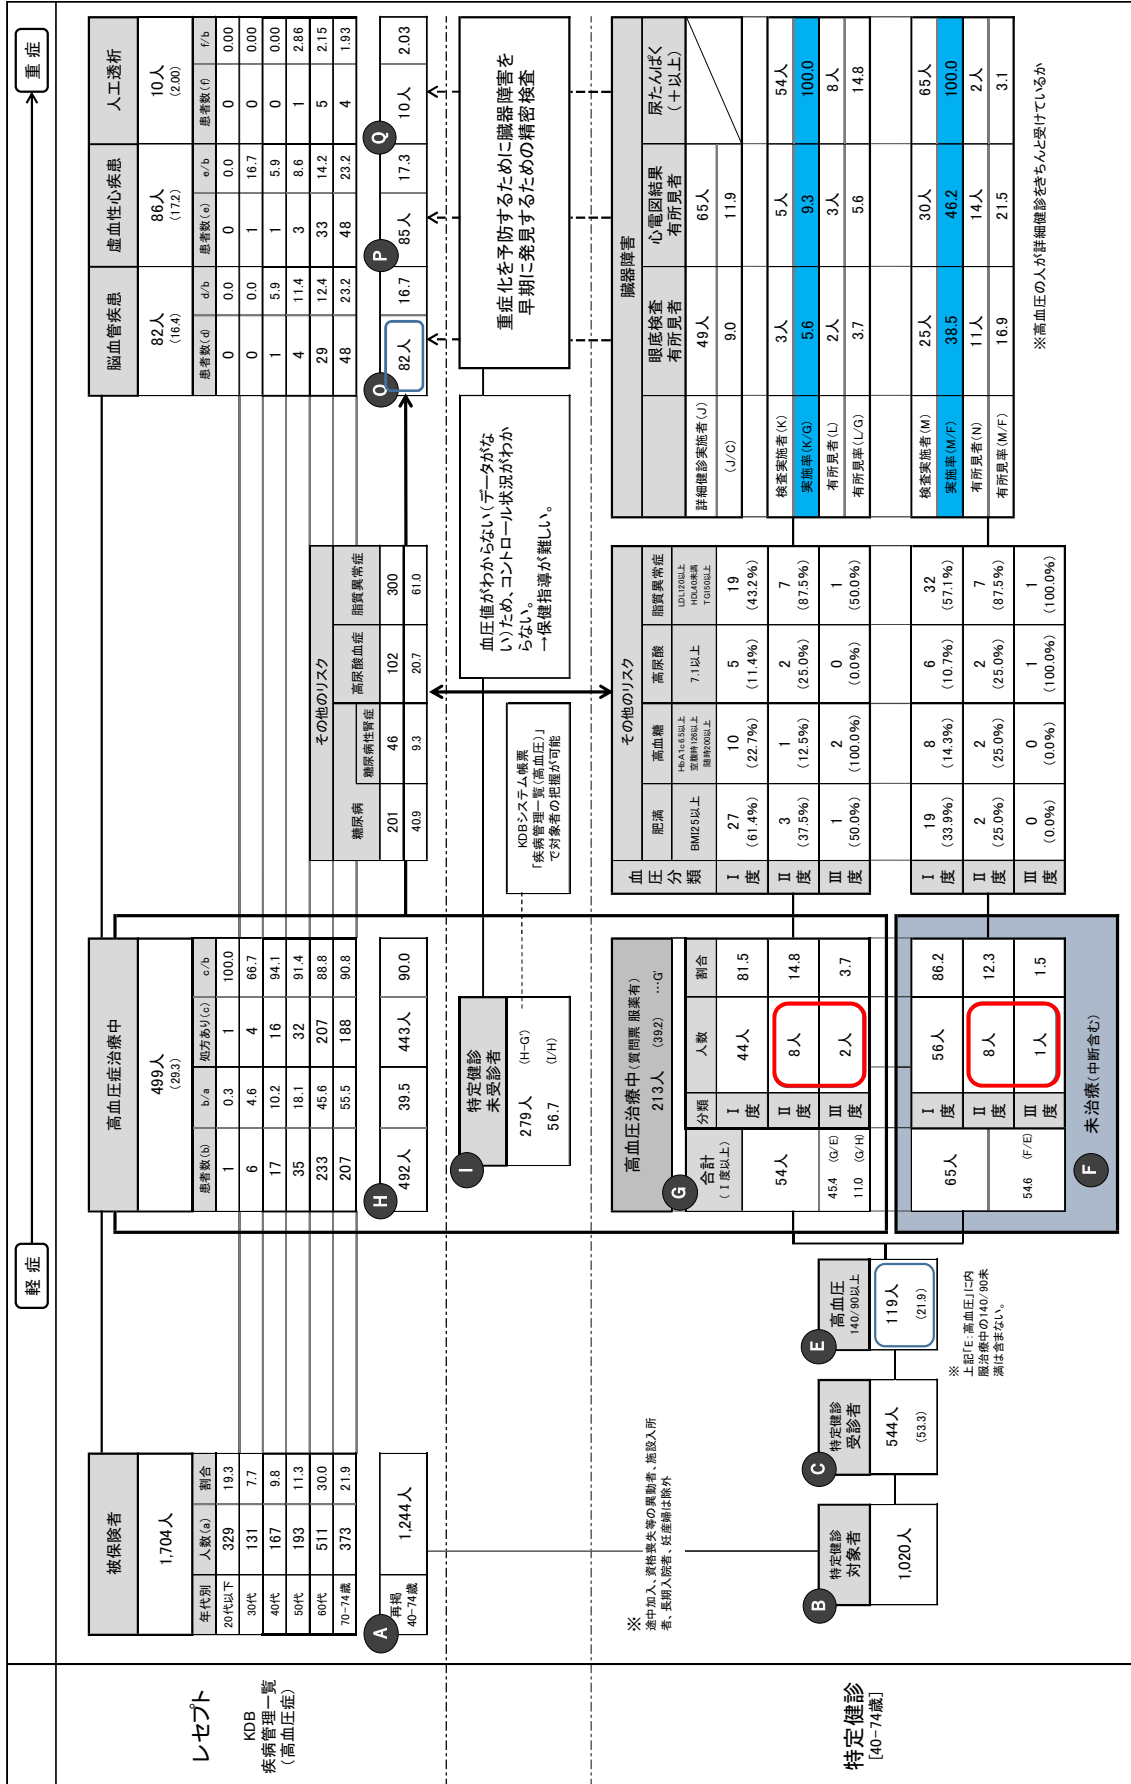 軽症
重症
レセプト
KDB
疾病管理一覧
(高血圧症)
被保険者
1,704人
年代別 人数(a) 割合
20代以下 329 19.3
30代 131 7.7
40代 167 9.8
50代 193 11.3
60代 511 30.0
70-74歳 373 21.9
A
再掲
40-74歳
1,244人
高血圧症治療中
499人
(29.3)
患者数(b) b/a 処方あり(c) c/b
1 0.3 1 100.0
6 4.6 4 66.7
17 10.2 16 94.1
35 18.1 32 91.4
233 45.6 207 88.8
207 55.5 188 90.8
H
492人 39.5 443人 90.0
その他のリスク
糖尿病 糖尿病性腎症 高尿酸血症 脂質異常症
201 46 102 300
40.9 9.3 20.7 61.0
脳血管疾患 虚血性心疾患 人工透析
82人 86人 10人
(16.4) (17.2) (2.00)
患者数(d) d/b 患者数(e) e/b 患者数(f) f/b
0 0.0 0 0.0 0 0.00
0 0.0 1 16.7 0 0.00
1 5.9 1 5.9 0 0.00
4 11.4 3 8.6 1 2.86
29 12.4 33 14.2 5 2.15
48 23.2 48 23.2 4 1.93
O P Q
82人 16.7 85人 17.3 10人 2.03
I
特定健診
未受診者
279人 (H-G')
56.7 (I/H)
KDBシステム帳票
「疾病管理一覧(高血圧)」
で対象者の把握が可能
血圧値がわからない(データがな
い)ため、コントロール状況がわか
らない。
→保健指導が難しい。
重症化を予防するために臓器障害を
早期に発見するための精密検査
特定健診
[40-74歳]
※
途中加入、資格喪失等の異動者、施設入所
者、長期入院者、妊産婦は除外
B
特定健診
対象者
1,020人
C
特定健診
受診者
544人
(53.3)
E
高血圧
140/90以上
119人
(21.9)
※
上記「E:高血圧」に内
服治療中の140/90未
満は含まない。
高血圧治療中(質問票 服薬有)
213人 (39.2) …G'
G
合計
(Ⅰ度以上)
分類 人数 割合
54人
45.4 (G/E)
11.0 (G/H)
Ⅰ度 44人 81.5
Ⅱ度 8人 14.8
Ⅲ度 2人 3.7
65人
54.6 (F/E)
Ⅰ度 56人 86.2
Ⅱ度 8人 12.3
Ⅲ度 1人 1.5
F
未治療(中断含む)
血圧分類
その他のリスク
肥満 高血糖 高尿酸 脂質異常症
BMI25以上
HbA1c6.5以上
空腹時126以上
随時200以上
7.1以上
LDL120以上
HDL40未満
TG150以上
Ⅰ度 27 10 5 19
(61.4%) (22.7%) (11.4%) (43.2%)
Ⅱ度 3 1 2 7
(37.5%) (12.5%) (25.0%) (87.5%)
Ⅲ度 1 2 0 1
(50.0%) (100.0%) (0.0%) (50.0%)
Ⅰ度 19 8 6 32
(33.9%) (14.3%) (10.7%) (57.1%)
Ⅱ度 2 2 2 7
(25.0%) (25.0%) (25.0%) (87.5%)
Ⅲ度 0 0 1 1
(0.0%) (0.0%) (100.0%) (100.0%)
臓器障害
眼底検査
有所見者
心電図結果
有所見者
尿たんぱく
(+以上)
詳細健診実施者(J) 49人 65人
(J/C) 9.0 11.9
検査実施者(K) 3人 5人 54人
実施率(K/G) 5.6 9.3 100.0
有所見者(L) 2人 3人 8人
有所見率(L/G) 3.7 5.6 14.8
検査実施者(M) 25人 30人 65人
実施率(M/F) 38.5 46.2 100.0
有所見者(N) 11人 14人 2人
有所見率(M/F) 16.9 21.5 3.1
※高血圧の人が詳細健診をきちんと受けているか